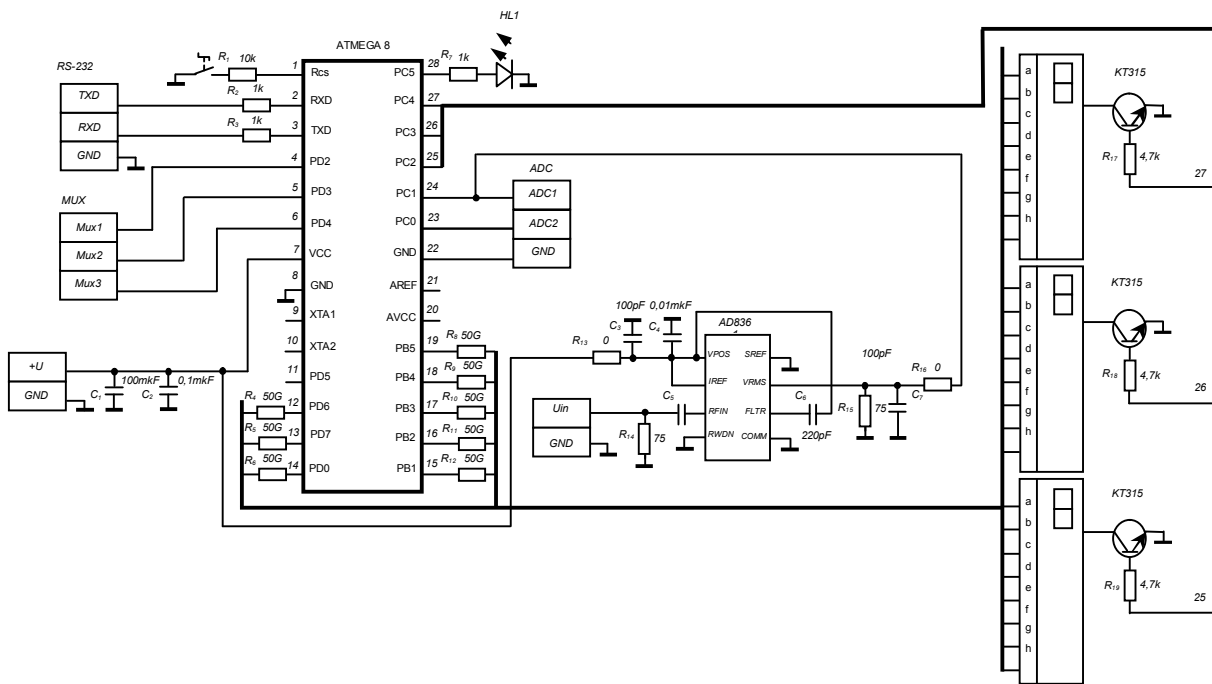 RS-232
TXD
RXD
GND
MUX
Mux1
Mux2
Mux3
+U
GND
C1
100mkF
C2
0,1mkF
R1 10k
R2 1k
R3 1k
R4 50G
R5 50G
R6 50G
ATMEGA 8
1 Rcs PC5 28
2 RXD PC4 27
3 TXD PC3 26
4 PD2 PC2 25
5 PD3 PC1 24
6 PD4 PC0 23
7 VCC GND 22
8 GND AREF 21
9 XTA1 AVCC 20
10 XTA2 PB5 19
11 PD5 PB4 18
12 PD6 PB3 17
13 PD7 PB2 16
14 PD0 PB1 15
R7 1k
HL1
R8 50G
R9 50G
R10 50G
R11 50G
R12 50G
ADC
ADC1
ADC2
GND
R13 0
100pF
C3
0,01mkF
C4
AD836
VPOS SREF
IREF VRMS
RFIN FLTR
RWDN COMM
Uin
GND
R14 75
C5
C6
220pF
R15 75
100pF
C7
R16 0
a
b
c
d
e
f
g
h
KT315
R17 4,7k
27
a
b
c
d
e
f
g
h
KT315
R18 4,7k
26
a
b
c
d
e
f
g
h
KT315
R19 4,7k
25